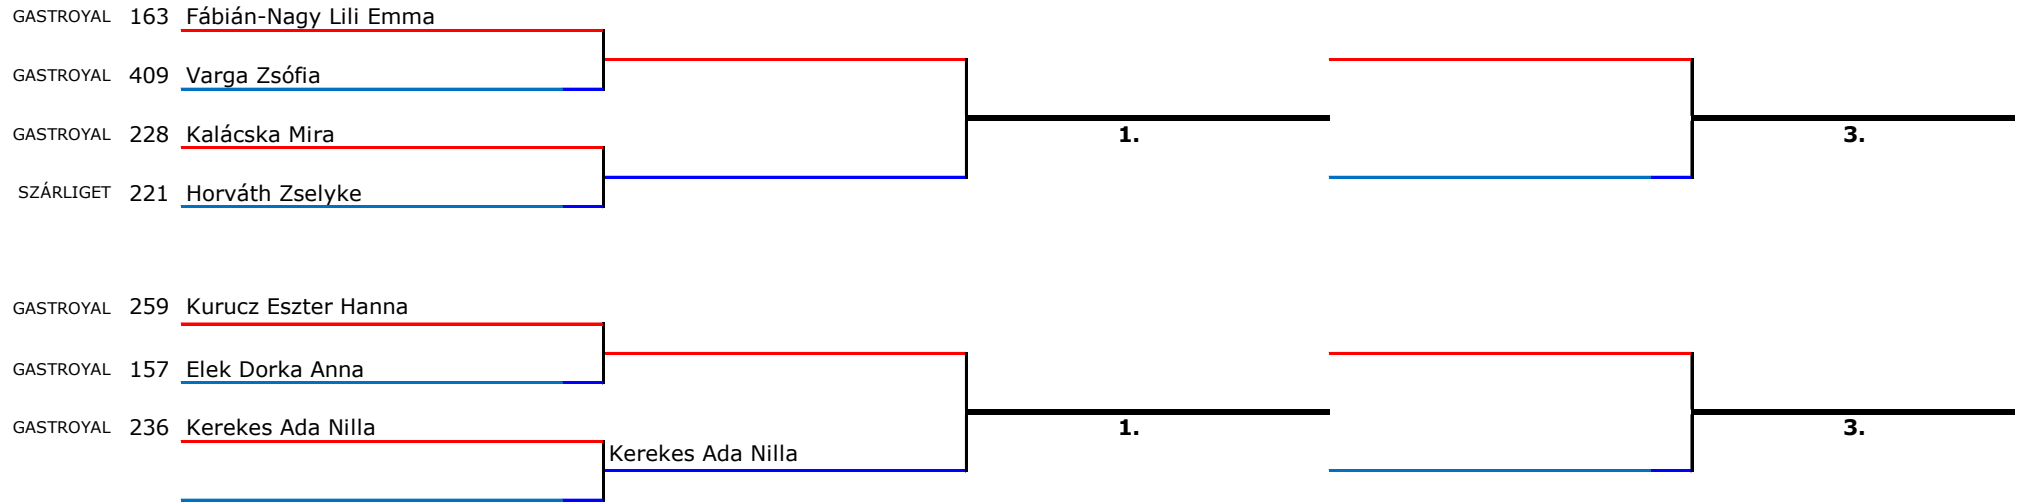 GASTROYAL 163 Fábián-Nagy Lili Emma
GASTROYAL 409 Varga Zsófia
GASTROYAL 228 Kalácska Mira
1.
3.
SZÁRLIGET 221 Horváth Zselyke
GASTROYAL 259 Kurucz Eszter Hanna
GASTROYAL 157 Elek Dorka Anna
GASTROYAL 236 Kerekes Ada Nilla
1.
3.
Kerekes Ada Nilla